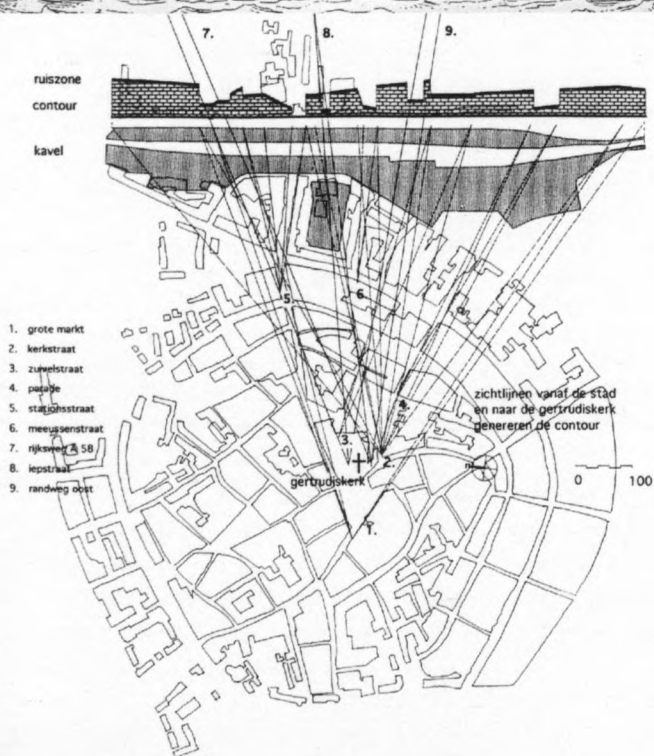 7.
8.
9.
ruiszone
contour
kavel
5.
6.
1. grote markt
2. kerkstraat
3. zuivelstraat
4. parade
5. stationsstraat
6. meeussenstraat
7. rijksweg A 58
8. iepstraat
9. randweg oost
zichtlijnen vanaf de stad
en naar de gertrudiskerk
genereren de contour
4.
3.
2.
gertrudiskerk
0 100
1.